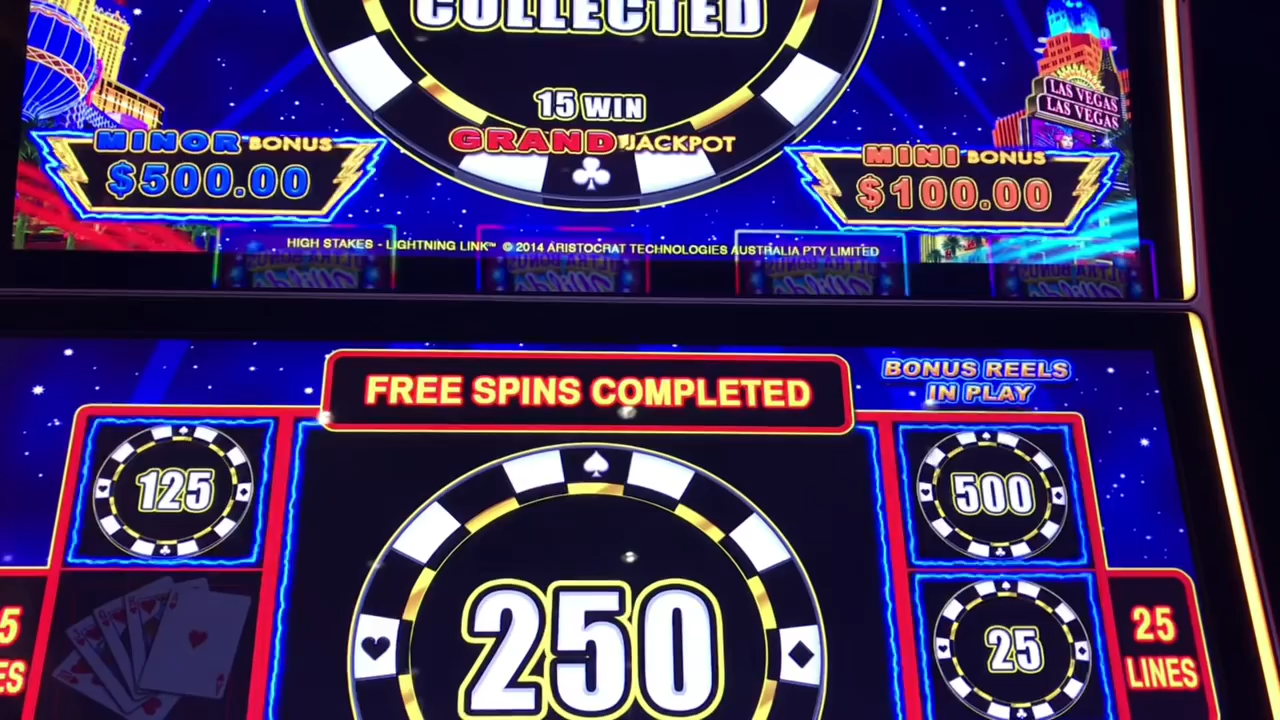 COLLECTED
15 WIN
GRAND JACKPOT
MINOR BONUS
$500.00
MINI BONUS
$100.00
LAS VEGAS
LAS VEGAS
HIGH STAKES - LIGHTNING LINK™ © 2014 ARISTOCRAT TECHNOLOGIES AUSTRALIA PTY LIMITED
FREE SPINS COMPLETED
BONUS REELS
IN PLAY
125
500
250
25
25
LINES